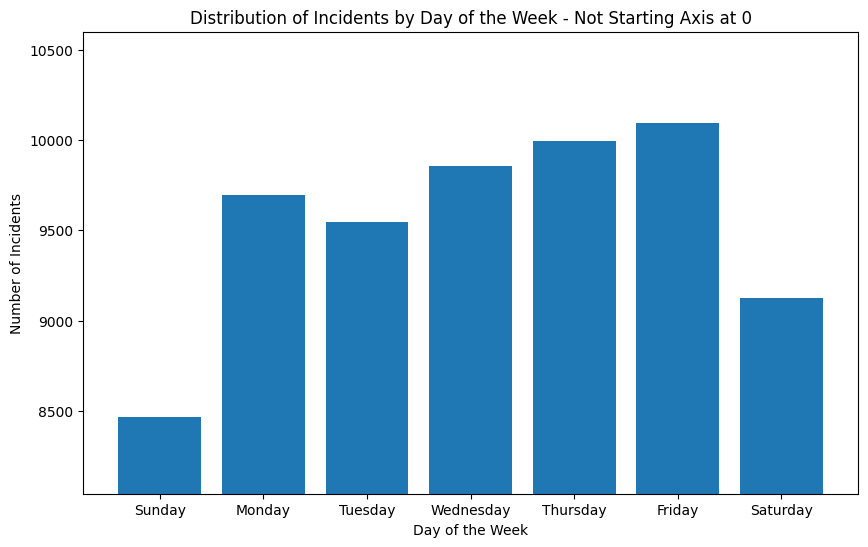 Distribution of Incidents by Day of the Week - Not Starting Axis at 0
10500
10000
9500
9000
8500
Number of Incidents
Sunday Monday Tuesday Wednesday Thursday Friday Saturday
Day of the Week